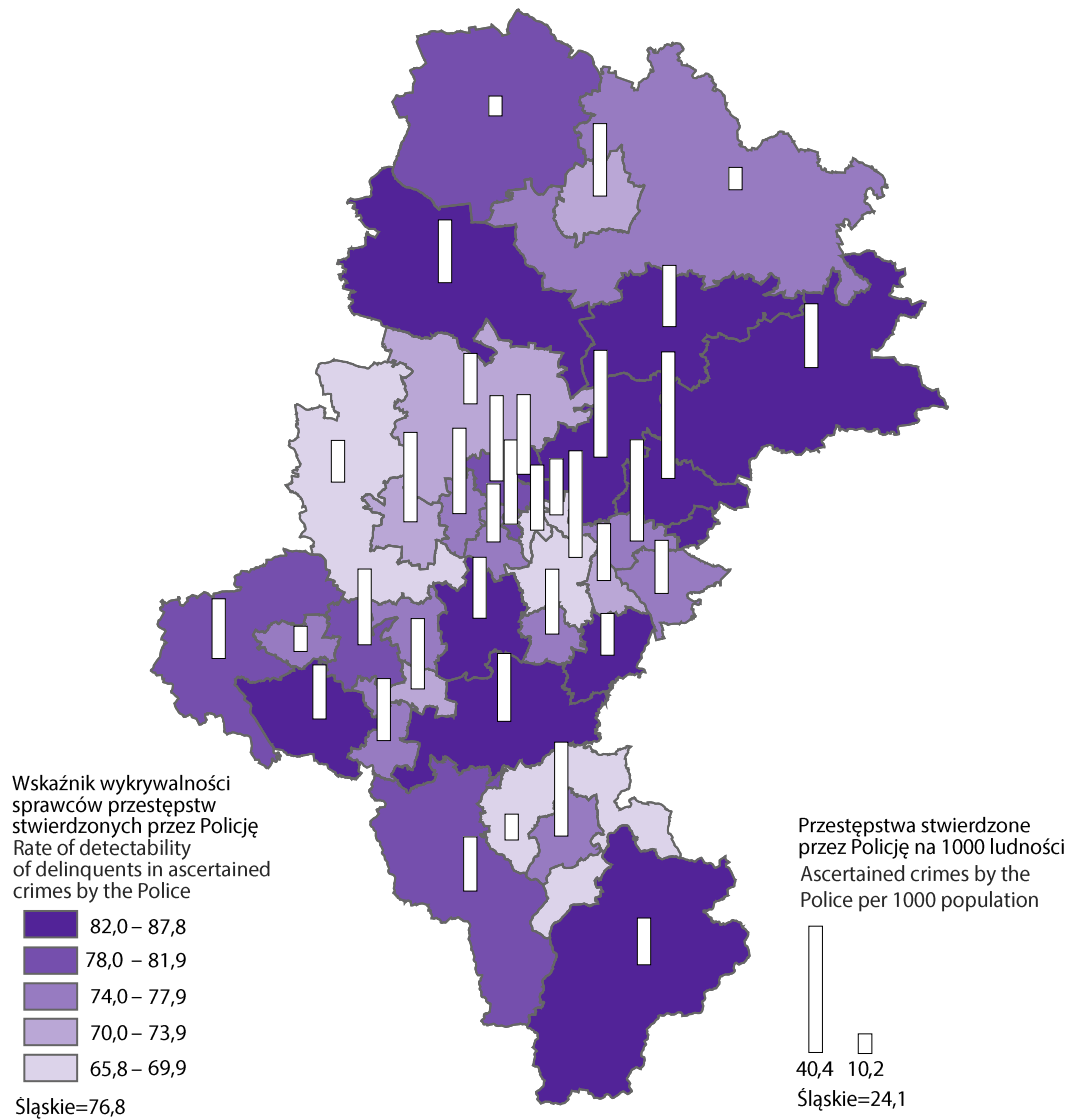 Wskaźnik wykrywalności
sprawców przestępstw
stwierdzonych przez Policję
Rate of detectability
of delinquents in ascertained
crimes by the Police
82,0 – 87,8
78,0 – 81,9
74,0 – 77,9
70,0 – 73,9
65,8 – 69,9
Śląskie=76,8
Przestępstwa stwierdzone
przez Policję na 1000 ludności
Ascertained crimes by the
Police per 1000 population
40,4 10,2
Śląskie=24,1